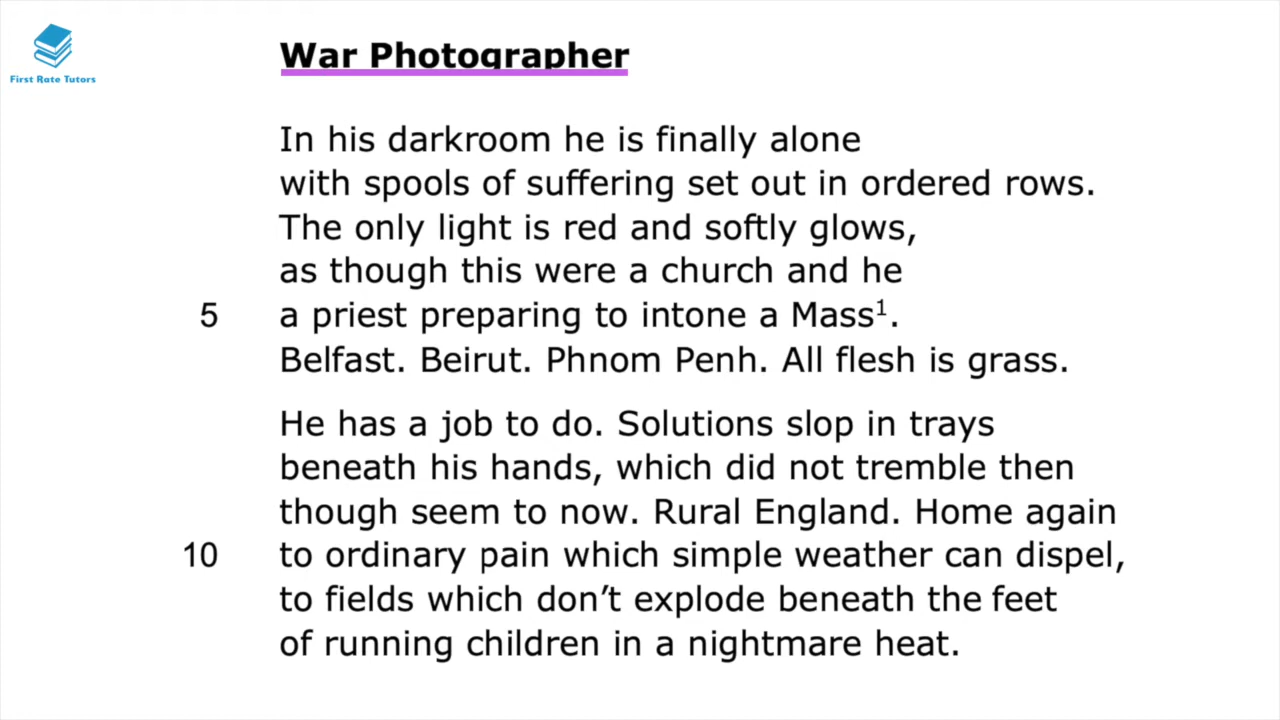 First Rate Tutors
War Photographer
In his darkroom he is finally alone
with spools of suffering set out in ordered rows.
The only light is red and softly glows,
as though this were a church and he
5 a priest preparing to intone a Mass¹.
Belfast. Beirut. Phnom Penh. All flesh is grass.
He has a job to do. Solutions slop in trays
beneath his hands, which did not tremble then
though seem to now. Rural England. Home again
10 to ordinary pain which simple weather can dispel,
to fields which don’t explode beneath the feet
of running children in a nightmare heat.